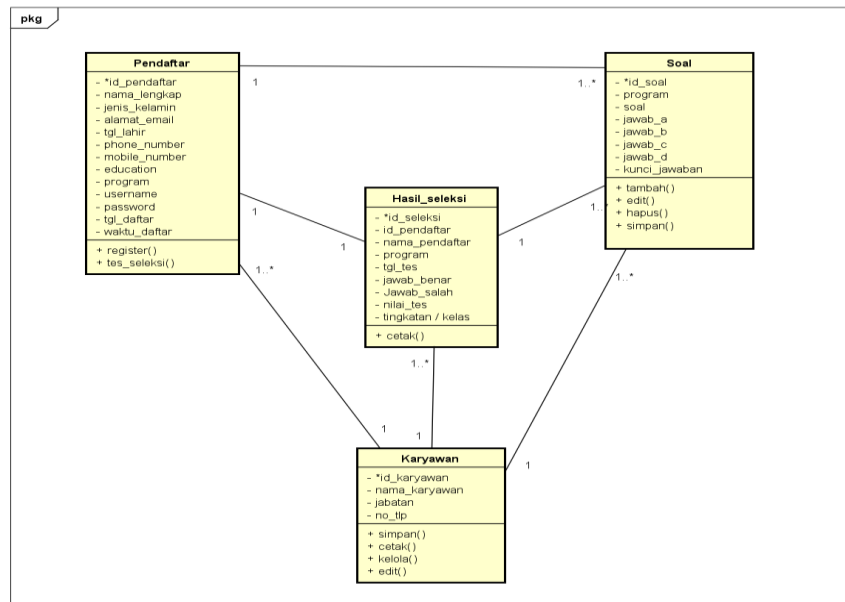 pkg
Pendaftar
- *id_pendaftar
- nama_lengkap
- jenis_kelamin
- alamat_email
- tgl_lahir
- phone_number
- mobile_number
- education
- program
- username
- password
- tgl_daftar
- waktu_daftar
+ register()
+ tes_seleksi()
1
1..*
Soal
- *id_soal
- program
- soal
- jawab_a
- jawab_b
- jawab_c
- jawab_d
- kunci_jawaban
+ tambah()
+ edit()
+ hapus()
+ simpan()
1
1
Hasil_seleksi
- *id_seleksi
- id_pendaftar
- nama_pendaftar
- program
- tgl_tes
- jawab_benar
- Jawab_salah
- nilai_tes
- tingkatan / kelas
+ cetak()
1
1..
1..*
1..*
1..*
1
1
1
Karyawan
- *id_karyawan
- nama_karyawan
- jabatan
- no_tlp
+ simpan()
+ cetak()
+ kelola()
+ edit()